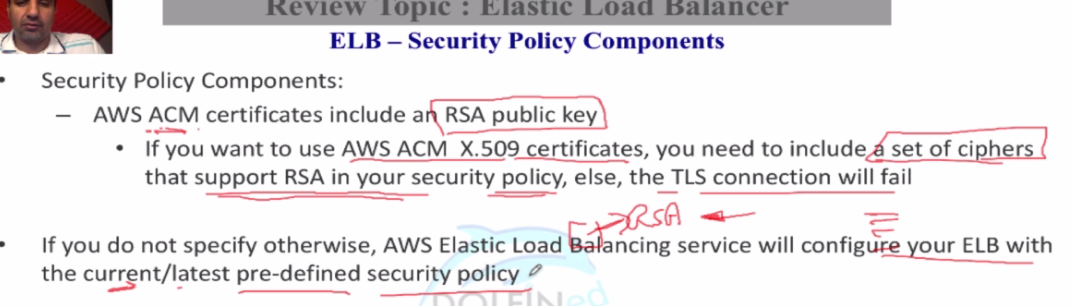 Review Topic : Elastic Load Balancer
ELB – Security Policy Components
• Security Policy Components:
– AWS ACM certificates include an RSA public key
• If you want to use AWS ACM X.509 certificates, you need to include a set of ciphers
that support RSA in your security policy, else, the TLS connection will fail
RSA
• If you do not specify otherwise, AWS Elastic Load Balancing service will configure your ELB with
the current/latest pre-defined security policy
DOLFINed